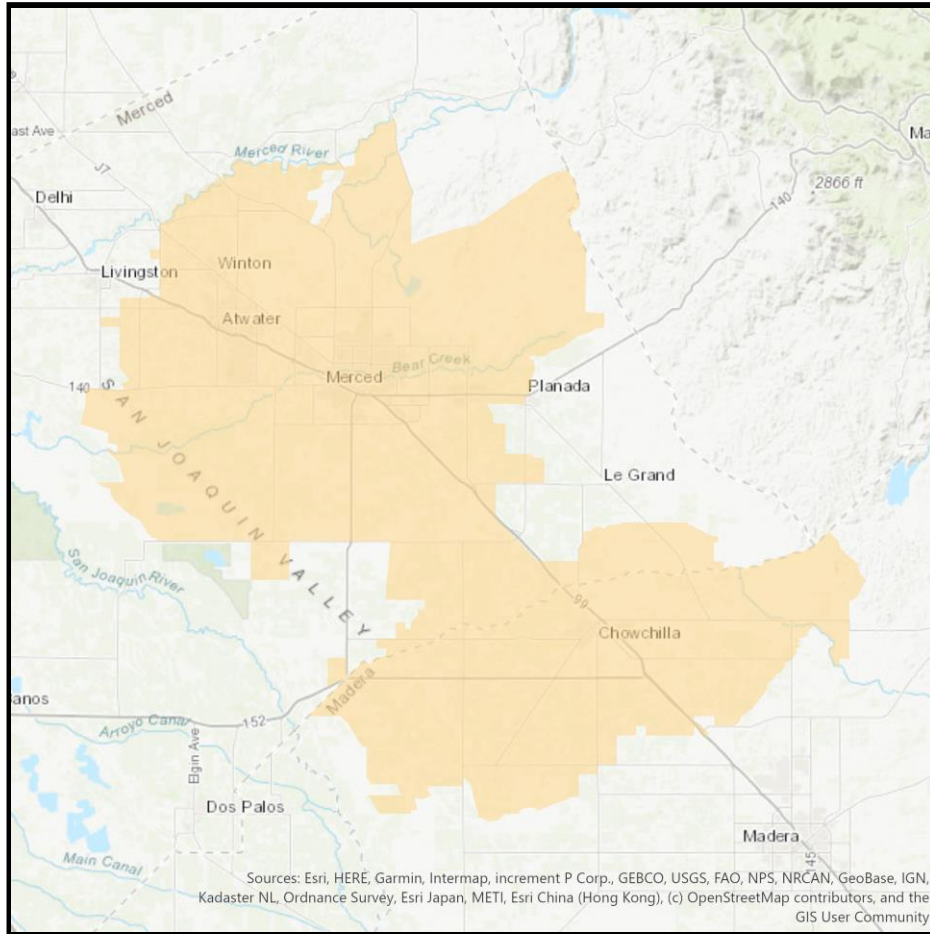 Merced
ast Ave
J7
Merced River
Ma
2866 ft
140
Delhi
Livingston
Winton
Atwater
Bear Creek
Merced
Planada
140
SAN JOAQUIN VALLEY
Le Grand
San Joaquin River
99
Chowchilla
Madera
anos
152
Arroyo Canal
Elgin Ave
Dos Palos
Madera
145
Main Canal
Sources: Esri, HERE, Garmin, Intermap, increment P Corp., GEBCO, USGS, FAO, NPS, NRCAN, GeoBase, IGN,
Kadaster NL, Ordnance Survey, Esri Japan, METI, Esri China (Hong Kong), (c) OpenStreetMap contributors, and the
GIS User Community